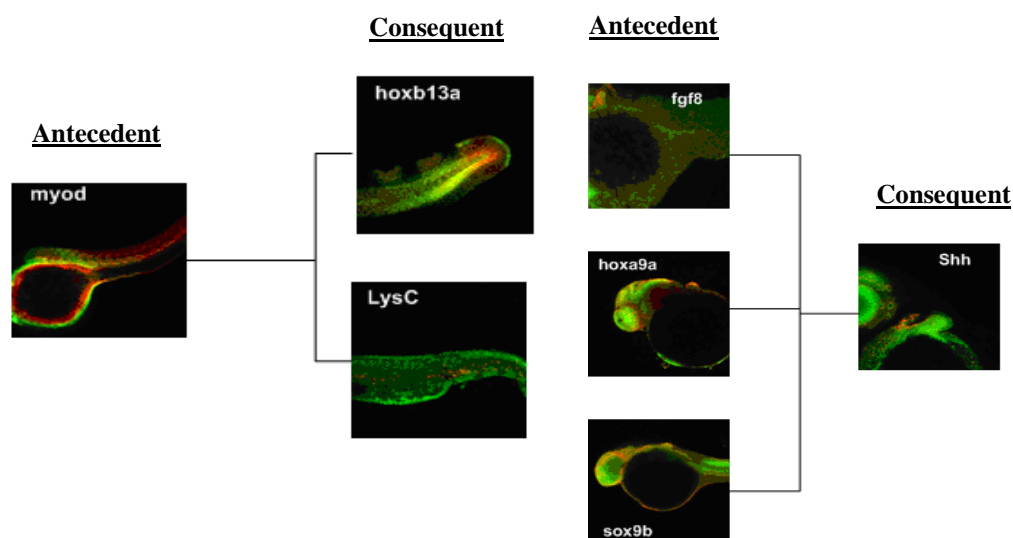 Antecedent
myod
Consequent
hoxb13a
LysC
Antecedent
fgf8
hoxa9a
sox9b
Consequent
Shh